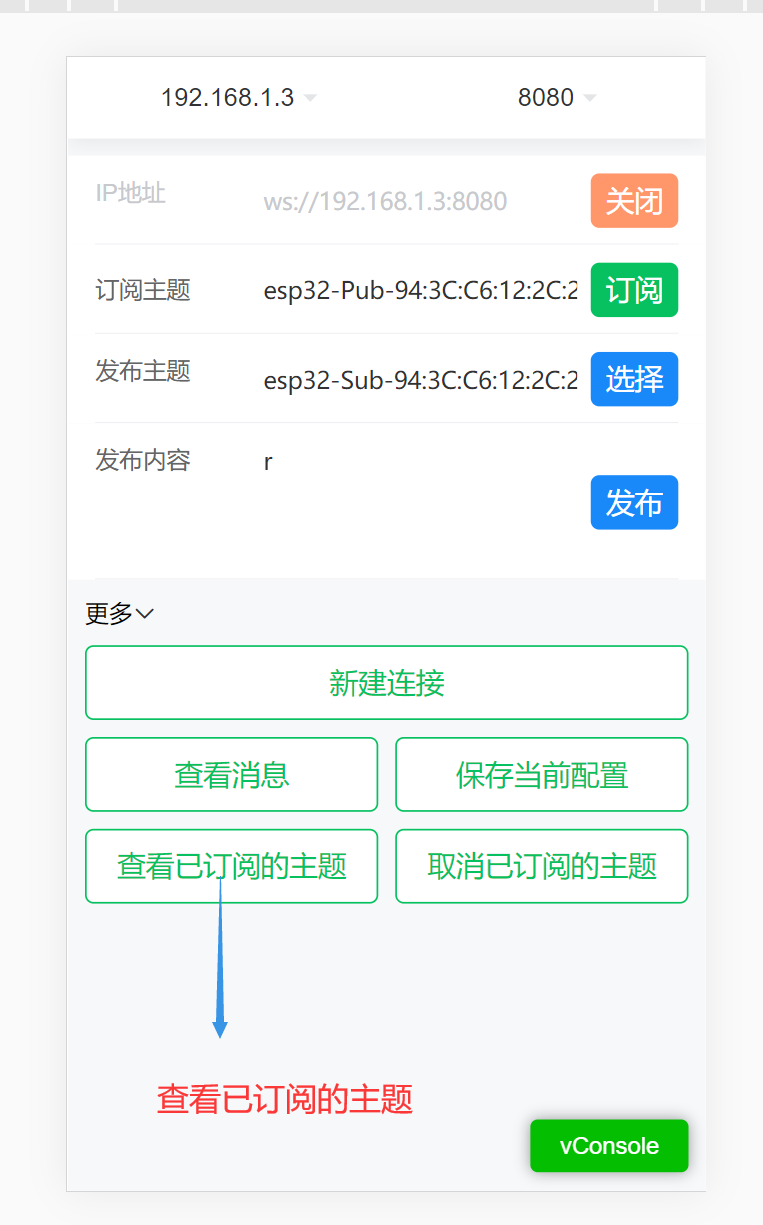 192.168.1.3 8080
IP地址 ws://192.168.1.3:8080 关闭
订阅主题 esp32-Pub-94:3C:C6:12:2C:2 订阅
发布主题 esp32-Sub-94:3C:C6:12:2C:2 选择
发布内容 r
发布
更多
新建连接
查看消息 保存当前配置
查看已订阅的主题 取消已订阅的主题
查看已订阅的主题
vConsole